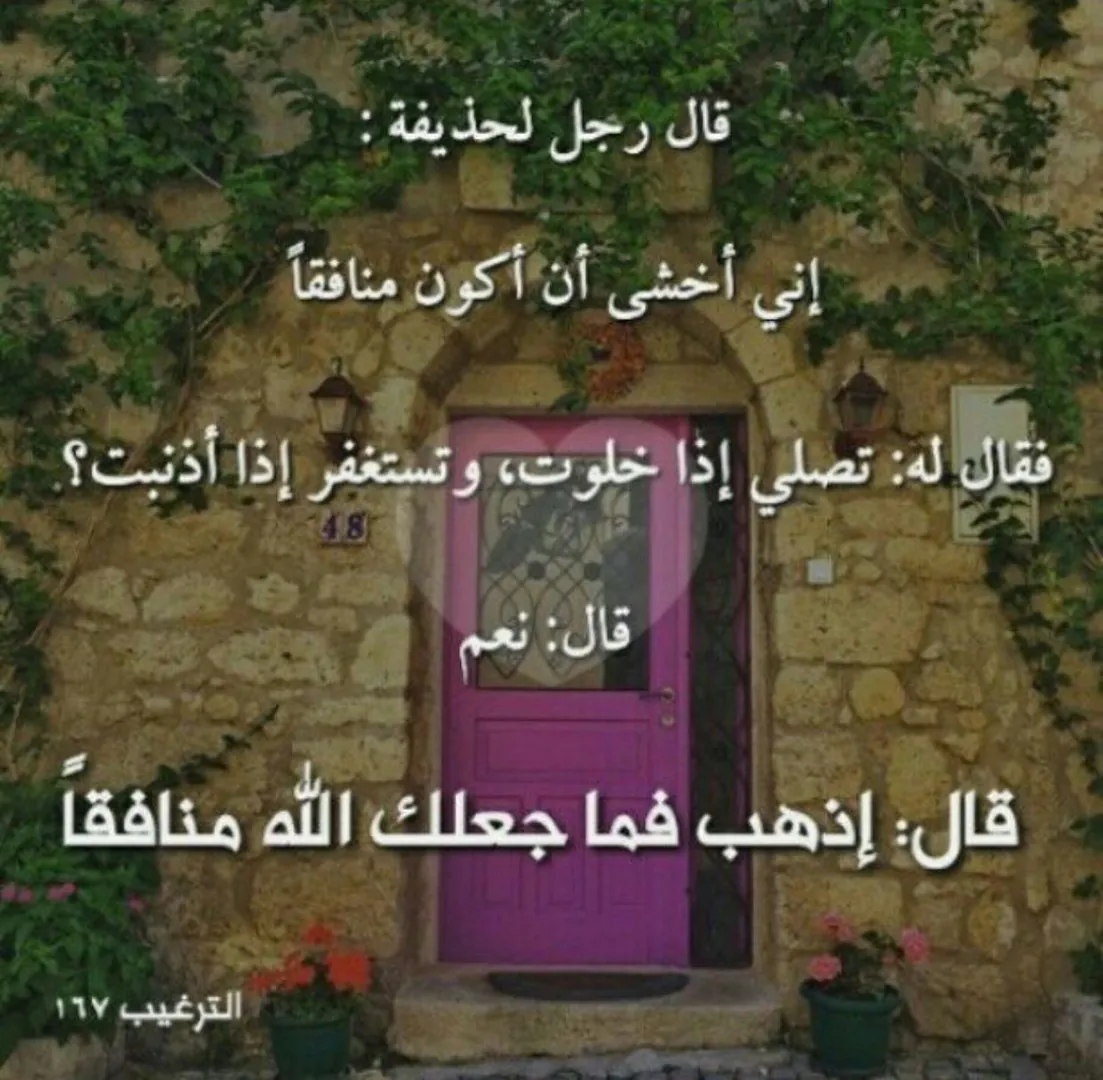 قال رجل لحذيفة :
إني أخشى أن أكون منافقاً
فقال له: تصلي إذا خلوت، وتستغفر إذا أذنبت؟
48
قال: نعم
قال: إذهب فما جعلك الله منافقاً
الترغيب ١٦٧